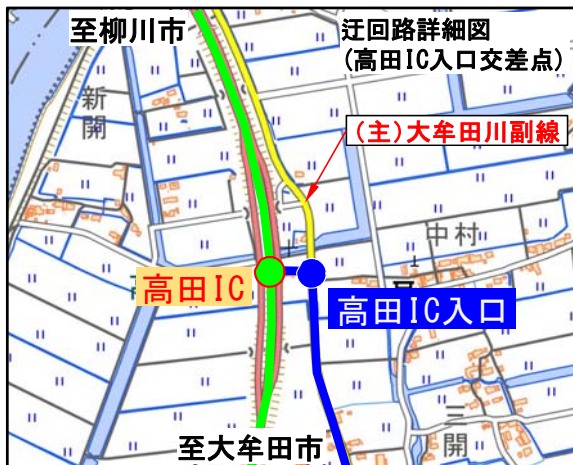 至柳川市
迂回路詳細図
(高田IC入口交差点)
新開
(主)大牟田川副線
中村
高田IC
高田IC入口
三開
至大牟田市